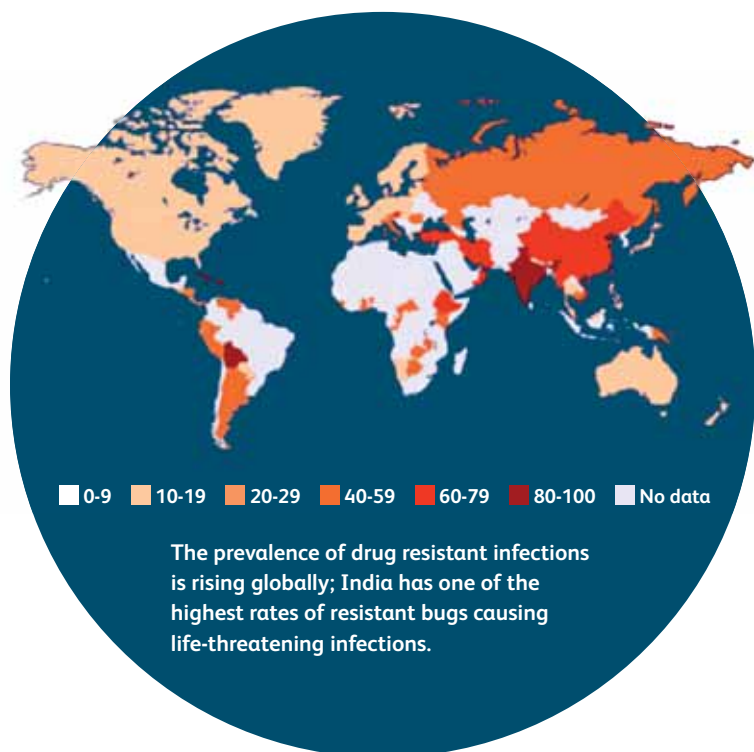 0-9 10-19 20-29 40-59 60-79 80-100 No data
The prevalence of drug resistant infections
is rising globally; India has one of the
highest rates of resistant bugs causing
life-threatening infections.